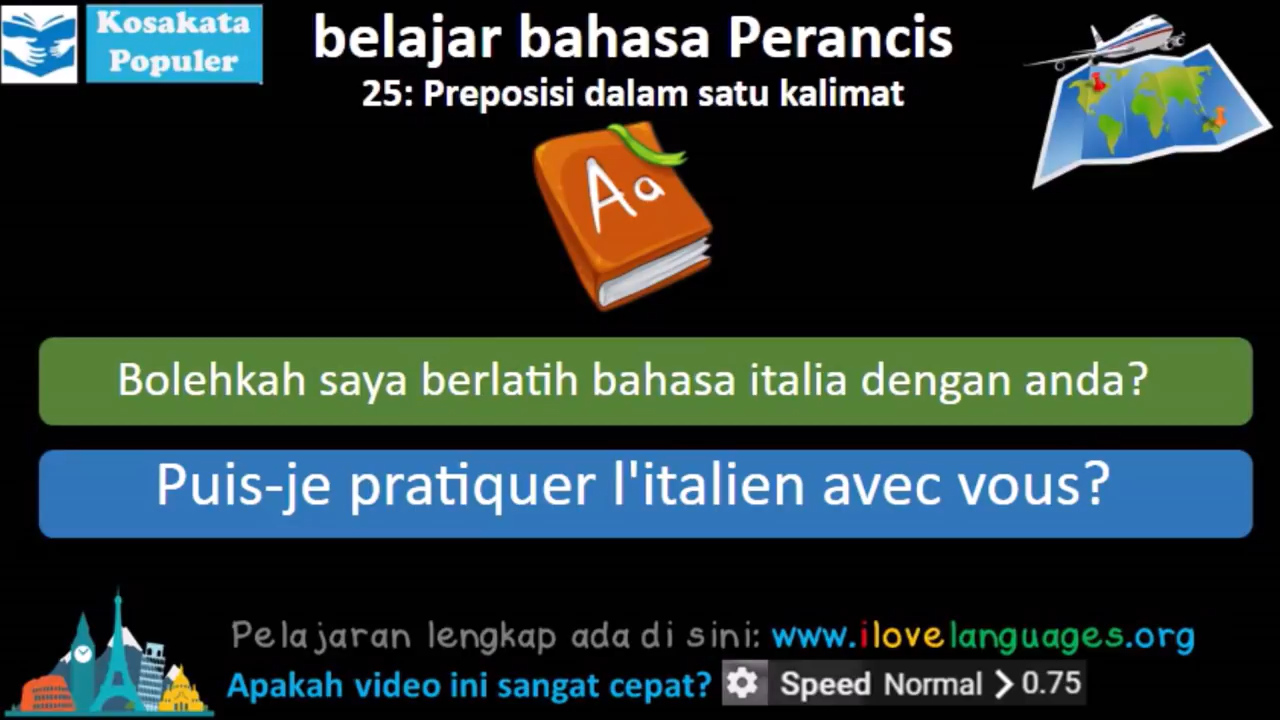 Kosakata
Populer
belajar bahasa Perancis
25: Preposisi dalam satu kalimat
Aa
Bolehkah saya berlatih bahasa italia dengan anda?
Puis-je pratiquer l'italien avec vous?
Pelajaran lengkap ada di sini: www.ilovelanguages.org
Apakah video ini sangat cepat? Speed Normal > 0.75